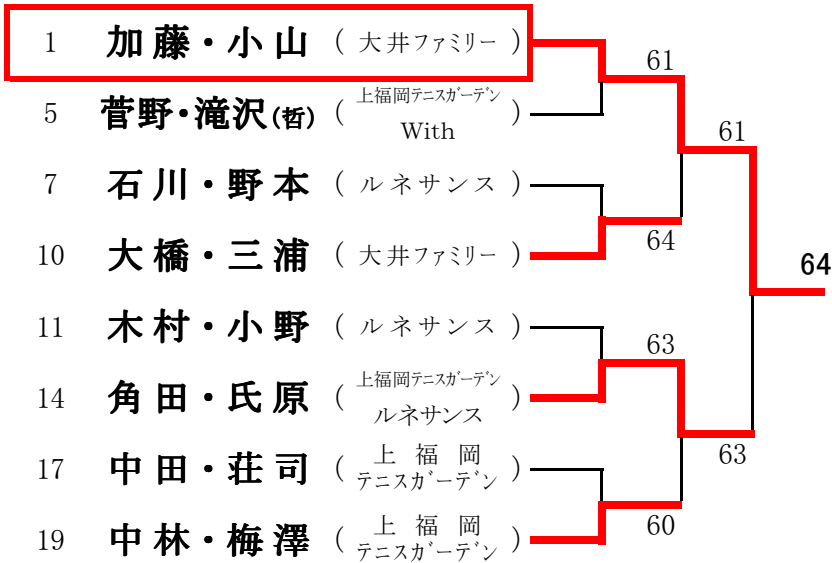 1 加藤・小山 ( 大井ファミリー )
61
5 菅野・滝沢(哲) ( 上福岡テニスガーデン
With )
61
7 石川・野本 ( ルネサンス )
64
10 大橋・三浦 ( 大井ファミリー )
64
11 木村・小野 ( ルネサンス )
63
14 角田・氏原 ( 上福岡テニスガーデン
ルネサンス )
63
17 中田・荘司 ( 上福岡
テニスガーデン )
60
19 中林・梅澤 ( 上福岡
テニスガーデン )